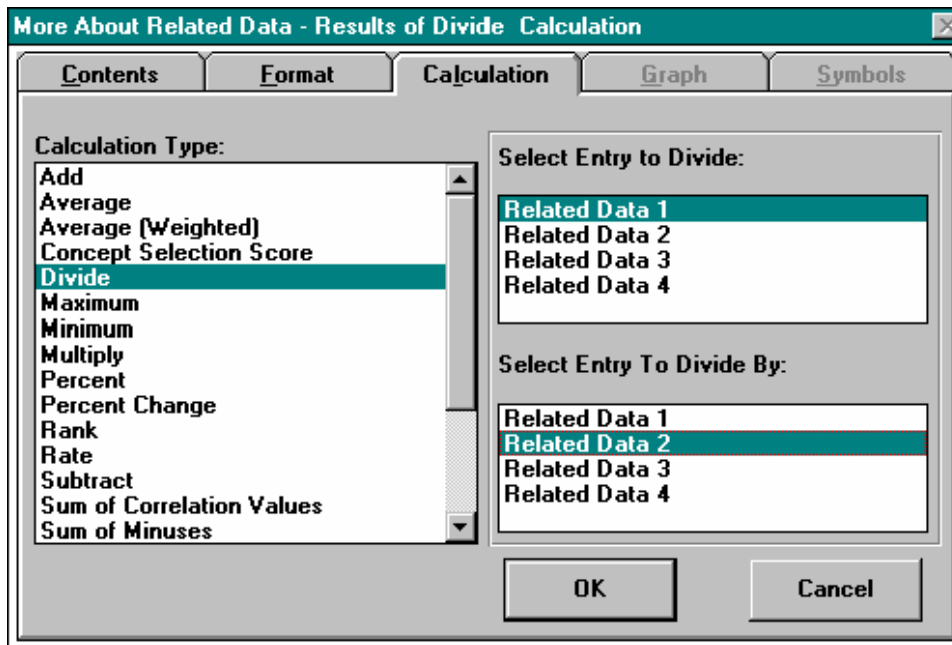 More About Related Data - Results of Divide  Calculation
Contents Format Calculation Graph Symbols
Calculation Type:
Add
Average
Average (Weighted)
Concept Selection Score
Divide
Maximum
Minimum
Multiply
Percent
Percent Change
Rank
Rate
Subtract
Sum of Correlation Values
Sum of Minuses
Select Entry to Divide:
Related Data 1
Related Data 2
Related Data 3
Related Data 4
Select Entry To Divide By:
Related Data 1
Related Data 2
Related Data 3
Related Data 4
OK Cancel